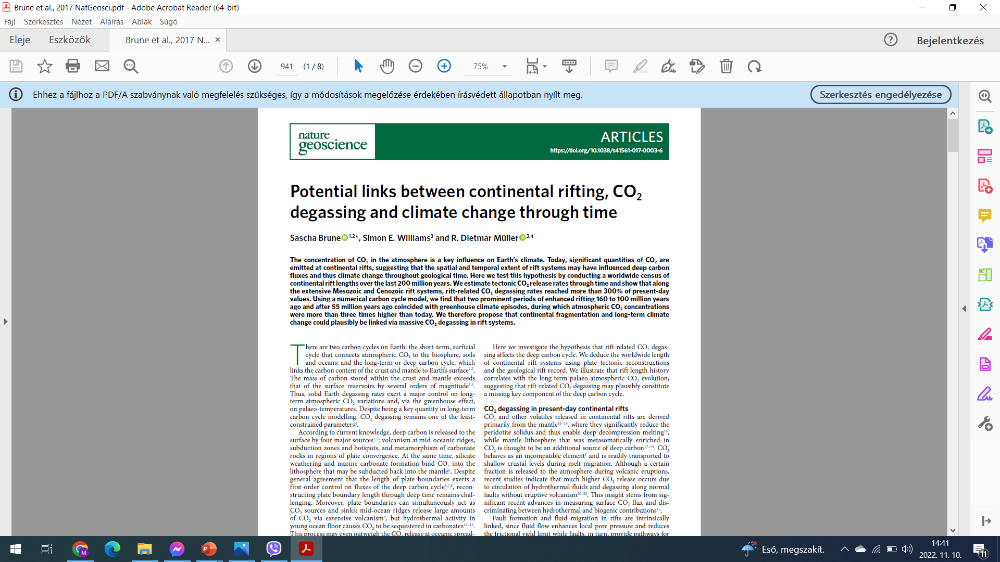 Brune et al., 2017 NatGeosci.pdf - Adobe Acrobat Reader (64-bit)
Fájl Szerkesztés Nézet Aláírás Ablak Súgó
Eleje Eszközök Brune et al., 2017 N... × Bejelentkezés
941 (1 / 8) 75%
Ehhez a fájlhoz a PDF/A szabványnak való megfelelés szükséges, így a módosítások megelőzése érdekében írásvédett állapotban nyílt meg. Szerkesztés engedélyezése
nature
geoscience
ARTICLES
https://doi.org/10.1038/s41561-017-0003-6
Potential links between continental rifting, CO₂
degassing and climate change through time
Sascha Brune 1,2*, Simon E. Williams3 and R. Dietmar Müller 3,4
The concentration of CO₂ in the atmosphere is a key influence on Earth's climate. Today, significant quantities of CO₂ are
emitted at continental rifts, suggesting that the spatial and temporal extent of rift systems may have influenced deep carbon
fluxes and thus climate change throughout geological time. Here we test this hypothesis by conducting a worldwide census of
continental rift lengths over the last 200 million years. We estimate tectonic CO₂ release rates through time and show that along
the extensive Mesozoic and Cenozoic rift systems, rift-related CO₂ degassing rates reached more than 300% of present-day
values. Using a numerical carbon cycle model, we find that two prominent periods of enhanced rifting 160 to 100 million years
ago and after 55 million years ago coincided with greenhouse climate episodes, during which atmospheric CO₂ concentrations
were more than three times higher than today. We therefore propose that continental fragmentation and long-term climate
change could plausibly be linked via massive CO₂ degassing in rift systems.
There are two carbon cycles on Earth: the short-term, surficial
cycle that connects atmospheric CO₂ to the biosphere, soils
and oceans; and the long-term or deep carbon cycle, which
links the carbon content of the crust and mantle to Earth's surface1,2.
The mass of carbon stored within the crust and mantle exceeds
that of the surface reservoirs by several orders of magnitude1,3.
Thus, solid Earth degassing rates exert a major control on long-
term atmospheric CO₂ variations and, via the greenhouse effect,
on palaeo-temperatures. Despite being a key quantity in long-term
carbon cycle modelling, CO₂ degassing remains one of the least-
constrained parameters4.
According to current knowledge, deep carbon is released to the
surface by four major sources1,5: volcanism at mid-oceanic ridges,
subduction zones and hotspots, and metamorphism of carbonate
rocks in regions of plate convergence. At the same time, silicate
weathering and marine carbonate formation bind CO₂ into the
lithosphere that may be subducted back into the mantle6. Despite
general agreement that the length of plate boundaries exerts a
first-order control on fluxes of the deep carbon cycle5,7,8, recon-
structing plate boundary length through deep time remains chal-
lenging. Moreover, plate boundaries can simultaneously act as
CO₂ sources and sinks: mid-ocean ridges release large amounts
of CO₂ via extensive volcanism9, but hydrothermal activity in
young ocean floor causes CO₂ to be sequestered in carbonates10–12.
This process may even outweigh the CO₂ release at oceanic spread-
Here we investigate the hypothesis that rift-related CO₂ degas-
sing affects the deep carbon cycle. We deduce the worldwide length
of continental rift systems using plate tectonic reconstructions
and the geological rift record. We illustrate that rift length history
correlates with the long-term palaeo-atmospheric CO₂ evolution,
suggesting that rift-related CO₂ degassing may plausibly constitute
a missing key component of the deep carbon cycle.
CO₂ degassing in present-day continental rifts
CO₂ and other volatiles released in continental rifts are derived
primarily from the mantle13–15, where they significantly reduce the
peridotite solidus and thus enable deep decompression melting16,
while mantle lithosphere that was metasomatically enriched in
CO₂ is thought to be an additional source of deep carbon17–19. CO₂
behaves as an incompatible element1 and is readily transported to
shallow crustal levels during melt migration. Although a certain
fraction is released to the atmosphere during volcanic eruptions,
recent studies indicate that much higher CO₂ release occurs due
to circulation of hydrothermal fluids and degassing along normal
faults without eruptive volcanism20–22. This insight stems from sig-
nificant recent advances in measuring surface CO₂ flux and dis-
criminating between hydrothermal and biogenic contributions15.
Fault formation and fluid migration in rifts are intrinsically
linked, since fluid flow enhances local pore pressure and reduces
the frictional yield limit while faults, in turn, provide pathways for
Eső, megszakít. 14:41
2022. 11. 10. 11